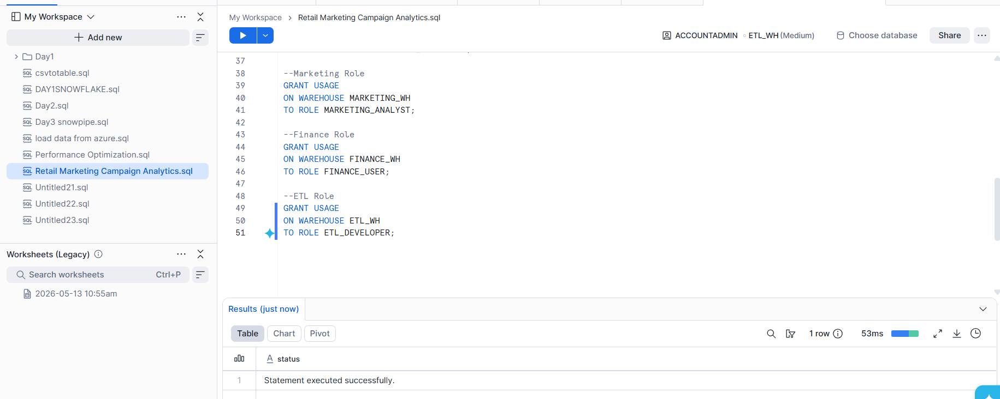 My Workspace
Add new
Day1
csvtotable.sql
DAY1SNOWFLAKE.sql
Day2.sql
Day3 snowpipe.sql
load data from azure.sql
Performance Optimization.sql
Retail Marketing Campaign Analytics.sql
Untitled21.sql
Untitled22.sql
Untitled23.sql
Worksheets (Legacy)
Search worksheets Ctrl+P
2026-05-13 10:55am
My Workspace > Retail Marketing Campaign Analytics.sql
ACCOUNTADMIN ETL_WH (Medium) Choose database Share
37
38 --Marketing Role
39 GRANT USAGE
40 ON WAREHOUSE MARKETING_WH
41 TO ROLE MARKETING_ANALYST;
42
43 --Finance Role
44 GRANT USAGE
45 ON WAREHOUSE FINANCE_WH
46 TO ROLE FINANCE_USER;
47
48 --ETL Role
49 GRANT USAGE
50 ON WAREHOUSE ETL_WH
51 TO ROLE ETL_DEVELOPER;
Results (just now)
Table Chart Pivot 1 row 53ms
A status
1 Statement executed successfully.